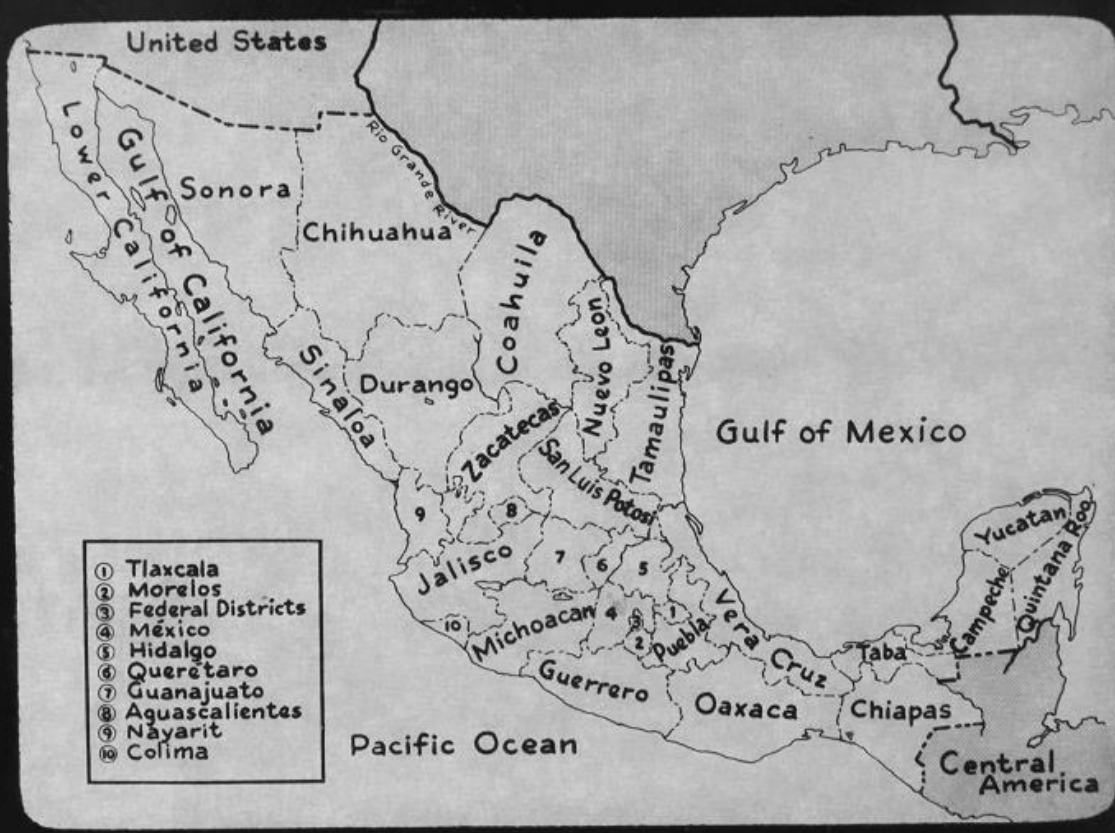 United States
Lower California
Gulf of California
Sonora
Rio Grande River
Chihuahua
Coahuila
Nuevo Leon
Tamaulipas
Sinaloa
Durango
Zacatecas
San Luis Potosi
Gulf of Mexico
9
8
Jalisco
7
6
5
10
Michoacan
4
3
1
2
Puebla
Vera Cruz
Guerrero
Oaxaca
Taba
Chiapas
Campeche
Yucatan
Quintana Roo
Pacific Ocean
Central
America
① Tlaxcala
② Morelos
③ Federal Districts
④ México
⑤ Hidalgo
⑥ Querétaro
⑦ Guanajuato
⑧ Aguascalientes
⑨ Nayarit
⑩ Colima